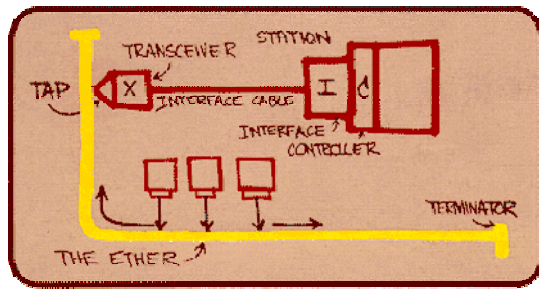 STATION
TRANSCEIVER
TAP
X
I
C
INTERFACE CABLE
INTERFACE
CONTROLLER
TERMINATOR
THE ETHER